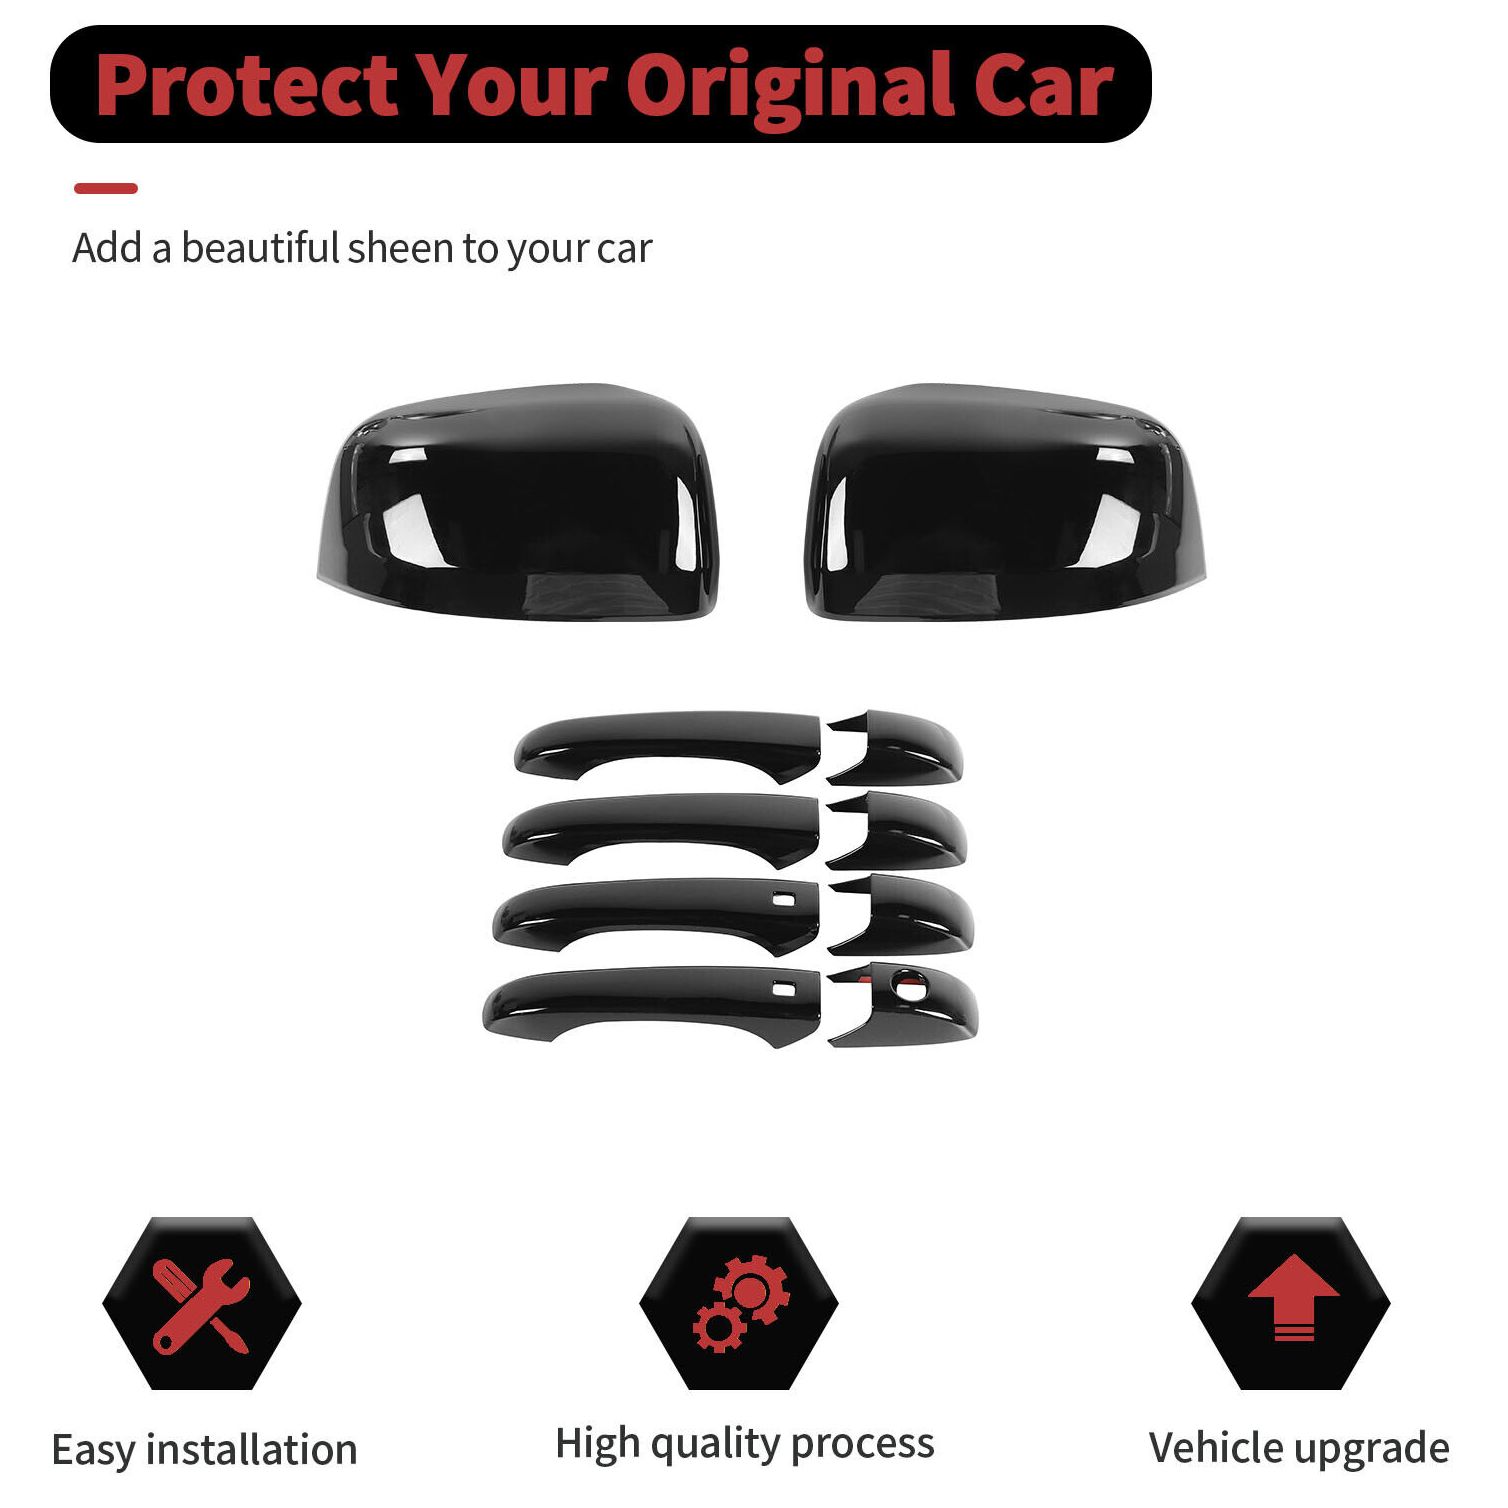 Protect Your Original Car
Add a beautiful sheen to your car
Easy installation
High quality process
Vehicle upgrade